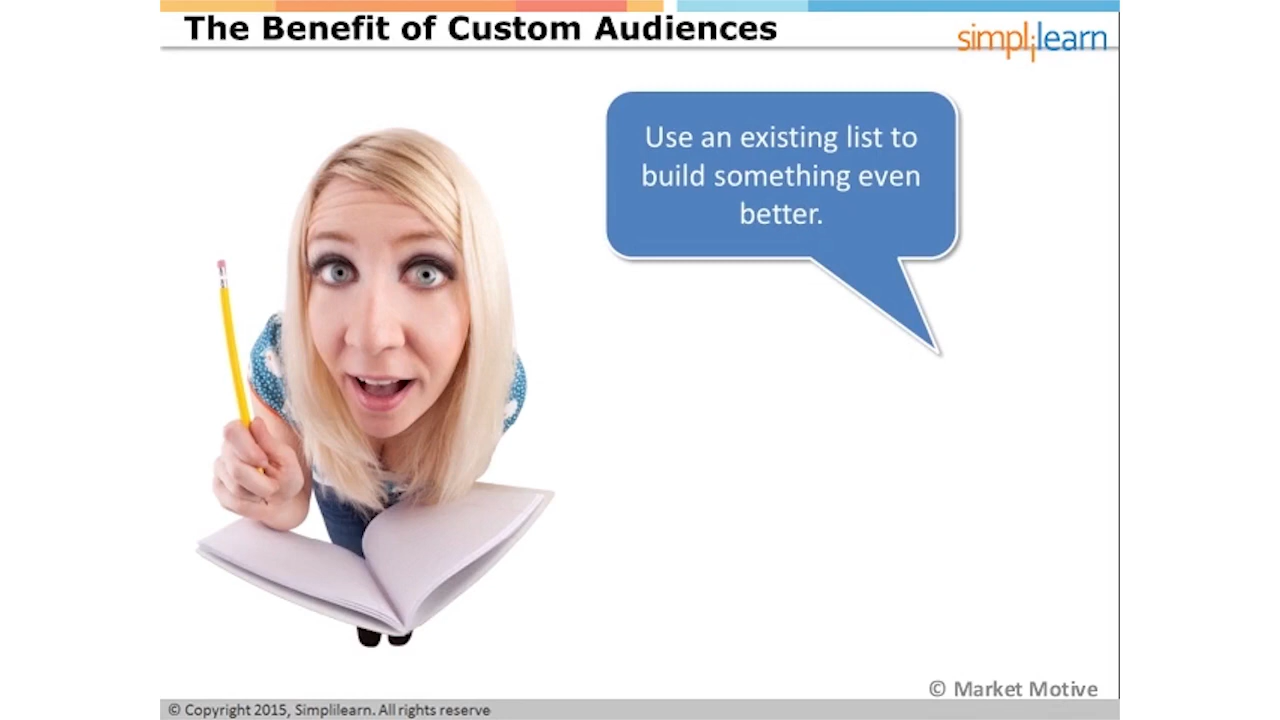 The Benefit of Custom Audiences
simplilearn
Use an existing list to
build something even
better.
© Market Motive
© Copyright 2015, Simplilearn. All rights reserve